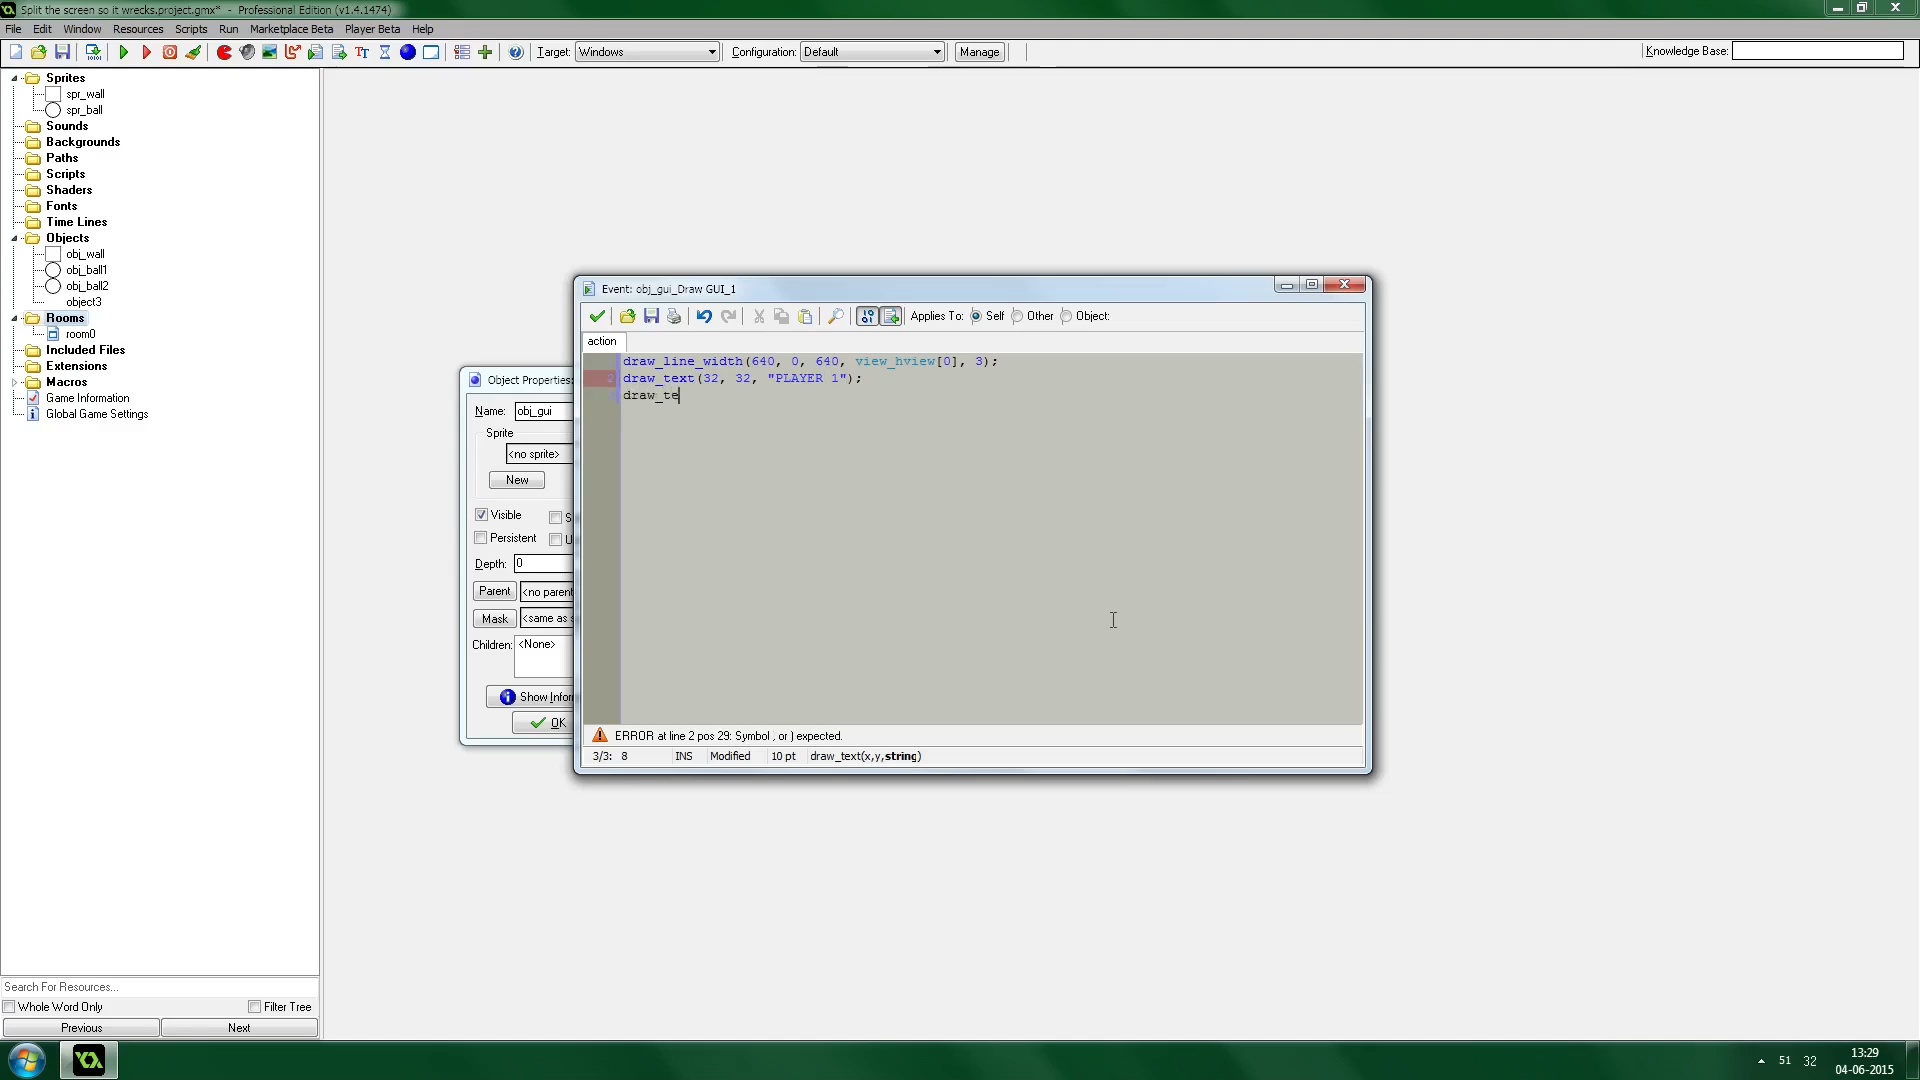 Split the screen so it wrecks.project.gmx* - Professional Edition (v1.4.1474)
File Edit Window Resources Scripts Run Marketplace Beta Player Beta Help
Target: Windows Configuration: Default Manage Knowledge Base:
Sprites
spr_wall
spr_ball
Sounds
Backgrounds
Paths
Scripts
Shaders
Fonts
Time Lines
Objects
obj_wall
obj_ball1
obj_ball2
object3
Rooms
room0
Included Files
Extensions
Macros
Game Information
Global Game Settings
Search For Resources...
Whole Word Only Filter Tree
Previous Next
Object Properties:
Name: obj_gui
Sprite
<no sprite>
New
Visible S
Persistent U
Depth: 0
Parent <no parent
Mask <same as s
Children: <None>
Show Infor
OK
Event: obj_gui_Draw GUI_1
Applies To: Self Other Object:
action
draw_line_width(640, 0, 640, view_hview[0], 3);
2 draw_text(32, 32, "PLAYER 1");
draw_te
ERROR at line 2 pos 29: Symbol , or ) expected.
3/3: 8 INS Modified 10 pt draw_text(x,y,string)
51 32 13:29
04-06-2015